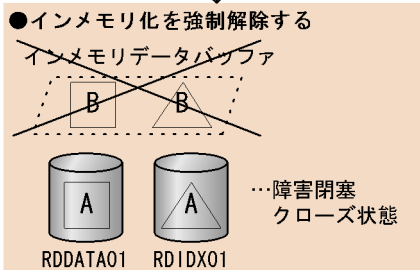 ●インメモリ化を強制解除する
インメモリデータバッファ
B B
A A
…障害閉塞
クローズ状態
RDDATA01 RDIDX01